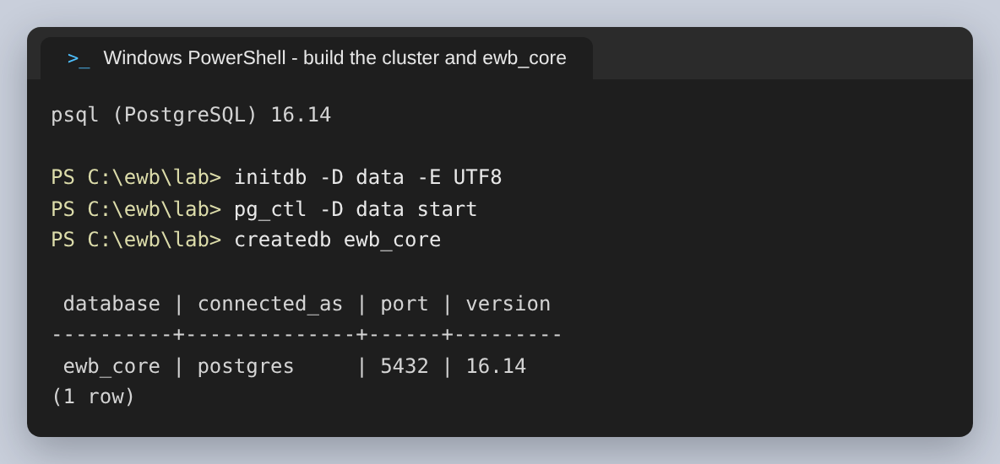 >_ Windows PowerShell - build the cluster and ewb_core
psql (PostgreSQL) 16.14
PS C:\ewb\lab> initdb -D data -E UTF8
PS C:\ewb\lab> pg_ctl -D data start
PS C:\ewb\lab> createdb ewb_core
 database | connected_as | port | version
----------+--------------+------+---------
 ewb_core | postgres     | 5432 | 16.14
(1 row)